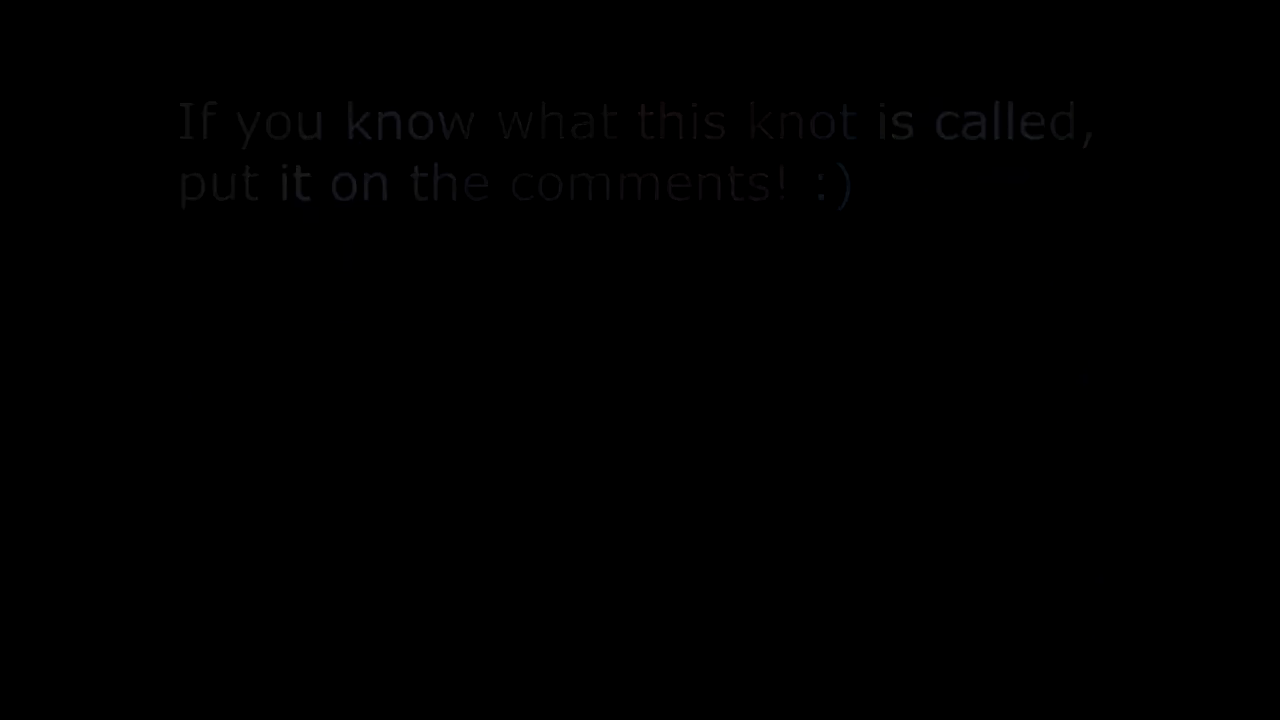 If you know what this knot is called,
put it on the comments! :)